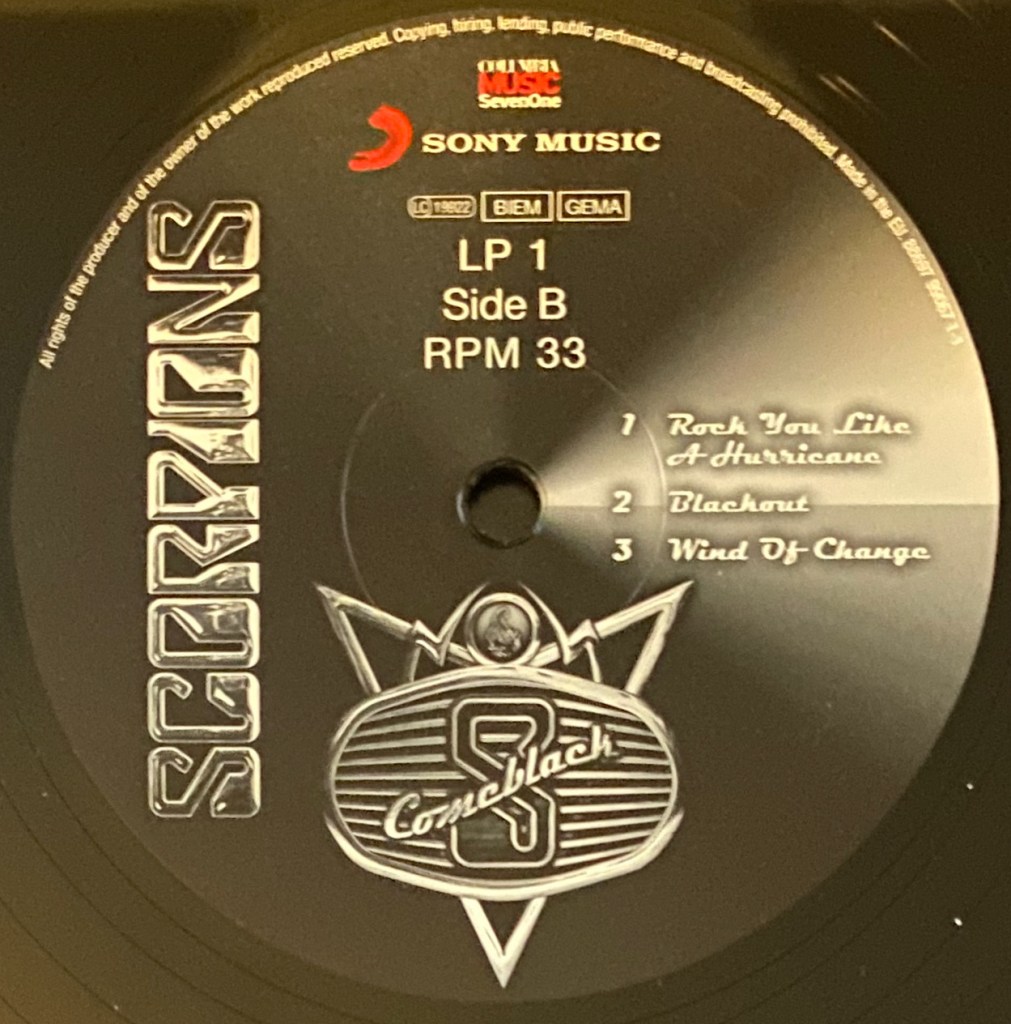 All rights of the producer and of the owner of the work reproduced reserved. Copying, hiring, lending, public performance and broadcasting prohibited. Made in the EU.
COLUMBIA
MUSIC
SevenOne
SONY MUSIC
LC 19922 BIEM GEMA
LP 1
Side B
RPM 33
SCORPIONS
1 Rock You Like
A Hurricane
2 Blackout
3 Wind Of Change
S
Comeblack